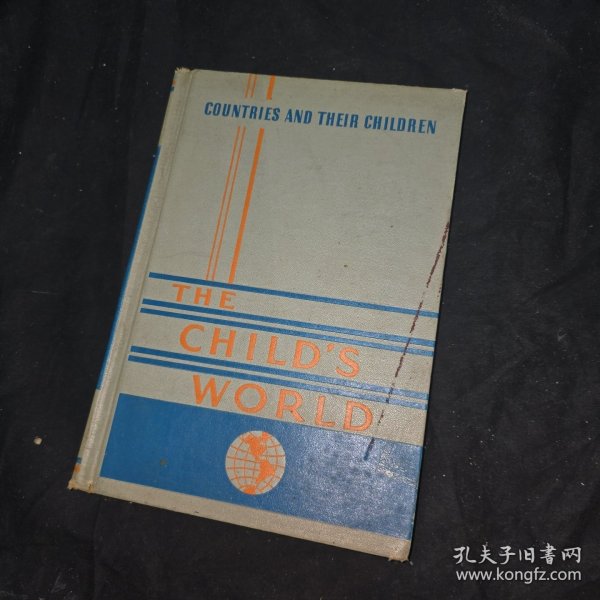 COUNTRIES AND THEIR CHILDREN
THE
CHILD'S
WORLD
孔夫子旧书网
www.kongfz.com